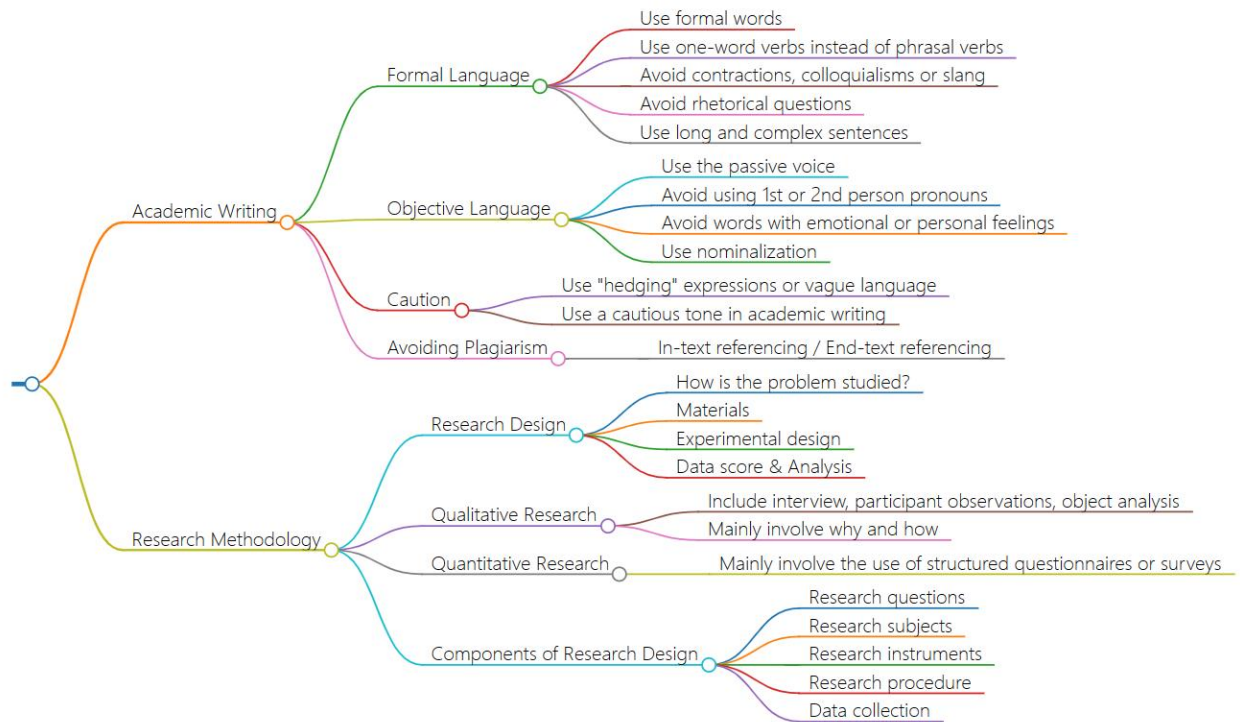 Academic Writing
Formal Language
Use formal words
Use one-word verbs instead of phrasal verbs
Avoid contractions, colloquialisms or slang
Avoid rhetorical questions
Use long and complex sentences
Objective Language
Use the passive voice
Avoid using 1st or 2nd person pronouns
Avoid words with emotional or personal feelings
Use nominalization
Caution
Use "hedging" expressions or vague language
Use a cautious tone in academic writing
Avoiding Plagiarism
In-text referencing / End-text referencing
Research Methodology
Research Design
How is the problem studied?
Materials
Experimental design
Data score & Analysis
Qualitative Research
Include interview, participant observations, object analysis
Mainly involve why and how
Quantitative Research
Mainly involve the use of structured questionnaires or surveys
Components of Research Design
Research questions
Research subjects
Research instruments
Research procedure
Data collection